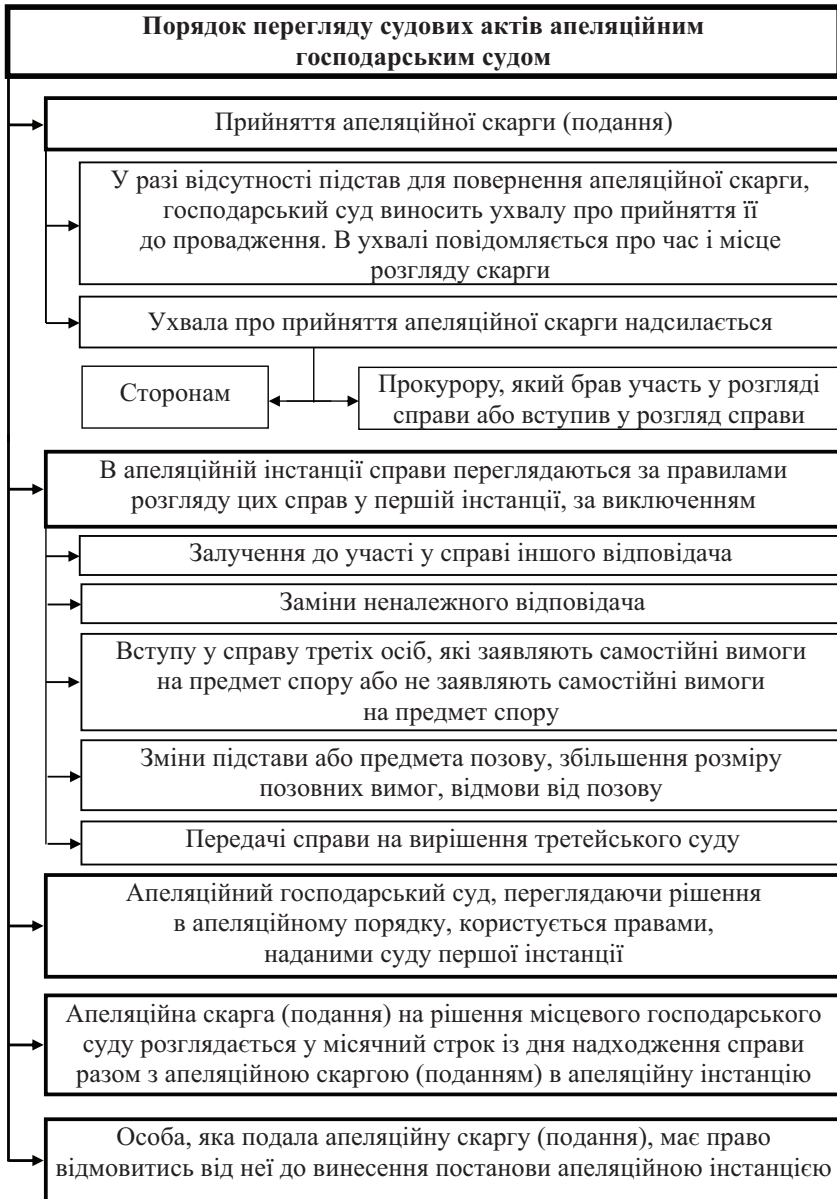 Порядок перегляду судових актів апеляційним
господарським судом
Прийняття апеляційної скарги (подання)
У разі відсутності підстав для повернення апеляційної скарги,
господарський суд виносить ухвалу про прийняття її
до провадження. В ухвалі повідомляється про час і місце
розгляду скарги
Ухвала про прийняття апеляційної скарги надсилається
Сторонам
Прокурору, який брав участь у розгляді
справи або вступив у розгляд справи
В апеляційній інстанції справи переглядаються за правилами
розгляду цих справ у першій інстанції, за виключенням
Залучення до участі у справі іншого відповідача
Заміни неналежного відповідача
Вступу у справу третіх осіб, які заявляють самостійні вимоги
на предмет спору або не заявляють самостійні вимоги
на предмет спору
Зміни підстави або предмета позову, збільшення розміру
позовних вимог, відмови від позову
Передачі справи на вирішення третейського суду
Апеляційний господарський суд, переглядаючи рішення
в апеляційному порядку, користується правами,
наданими суду першої інстанції
Апеляційна скарга (подання) на рішення місцевого господарського
суду розглядається у місячний строк із дня надходження справи
разом з апеляційною скаргою (поданням) в апеляційну інстанцію
Особа, яка подала апеляційну скаргу (подання), має право
відмовитись від неї до винесення постанови апеляційною інстанцією